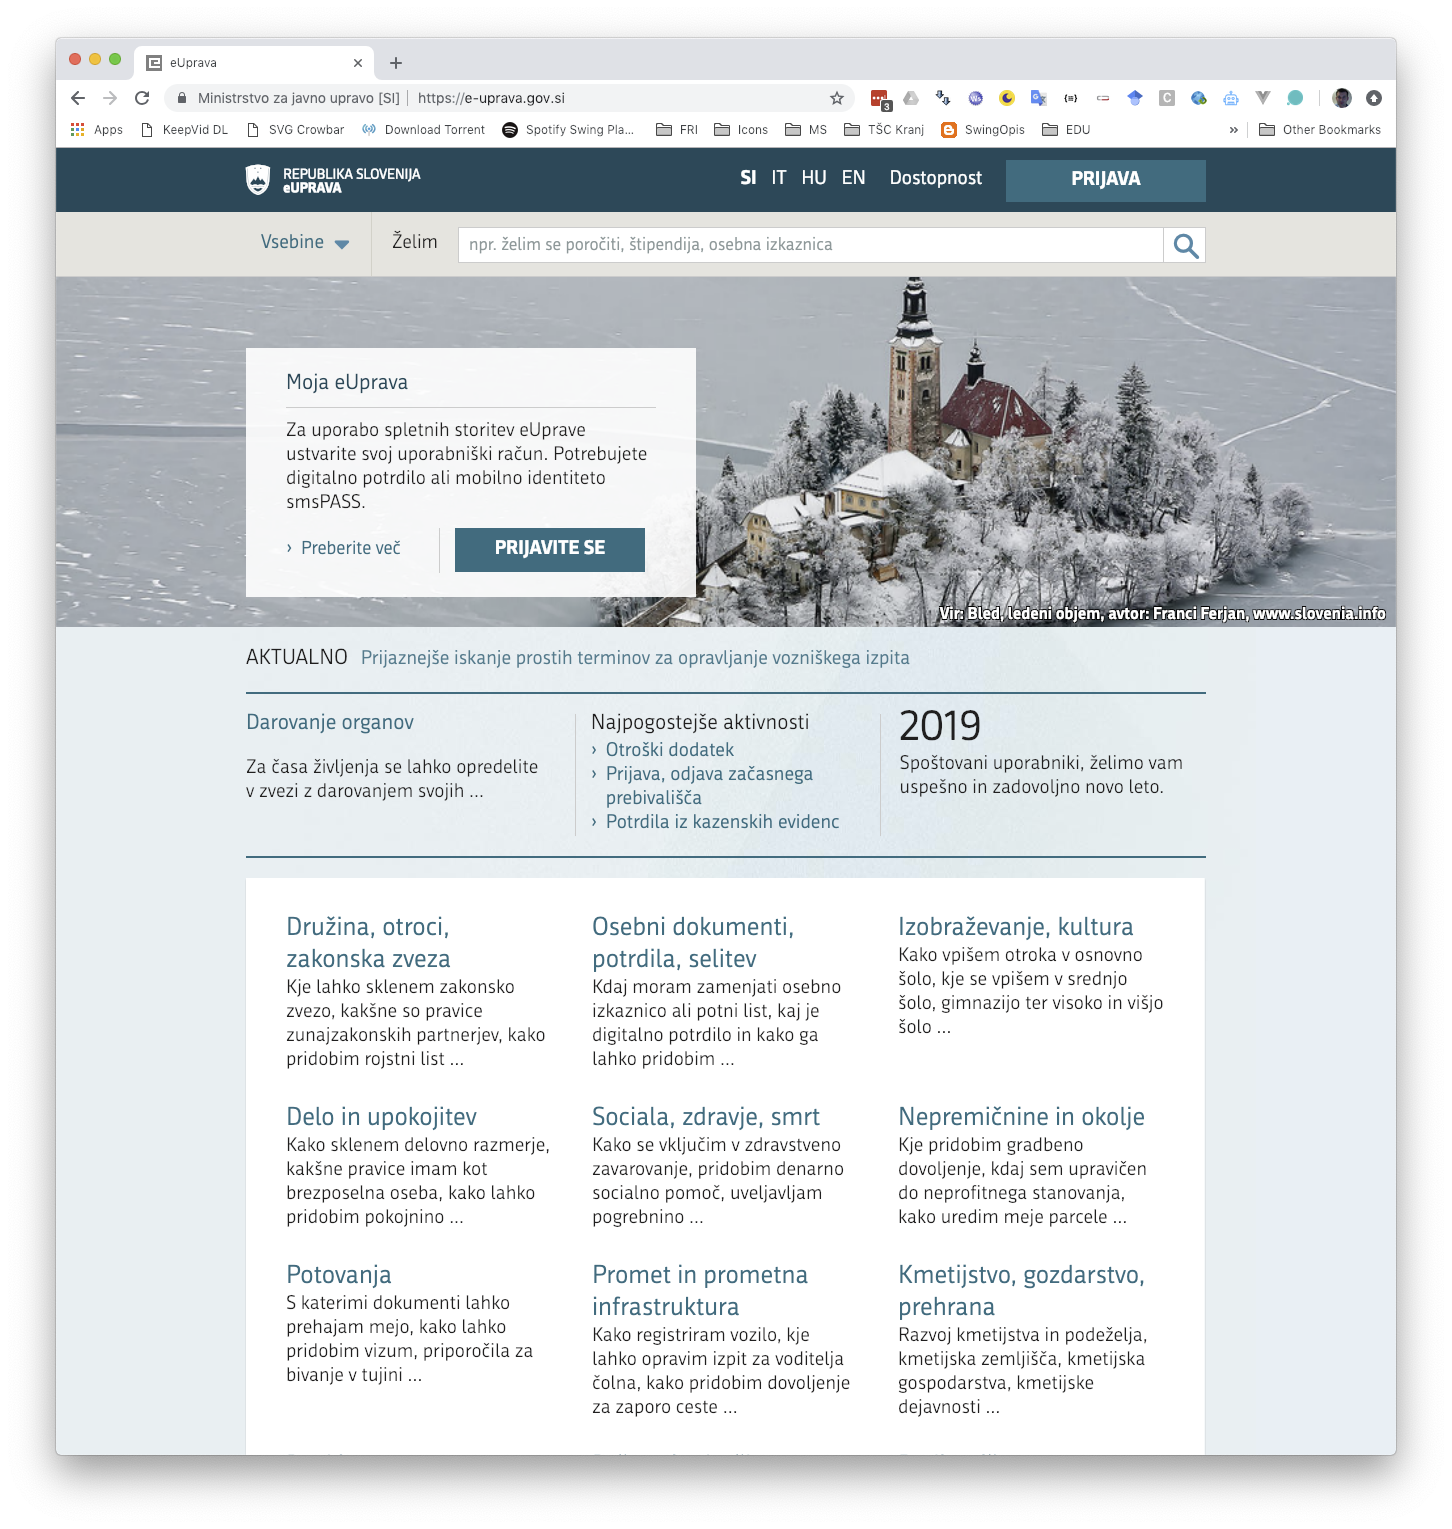 eUprava
Ministrstvo za javno upravo [SI] | https://e-uprava.gov.si
3
Apps
KeepVid DL
SVG Crowbar
Download Torrent
Spotify Swing Pla...
FRI
Icons
MS
TŠC Kranj
SwingOpis
EDU
»
Other Bookmarks
REPUBLIKA SLOVENIJA
eUPRAVA
SI IT HU EN Dostopnost
PRIJAVA
Vsebine
Želim
npr. želim se poročiti, štipendija, osebna izkaznica
Moja eUprava
Za uporabo spletnih storitev eUprave
ustvarite svoj uporabniški račun. Potrebujete
digitalno potrdilo ali mobilno identiteto
smsPASS.
› Preberite več
PRIJAVITE SE
Vir: Bled, ledeni objem, avtor: Franci Ferjan, www.slovenia.info
AKTUALNO Prijaznejše iskanje prostih terminov za opravljanje vozniškega izpita
Darovanje organov
Za časa življenja se lahko opredelite
v zvezi z darovanjem svojih ...
Najpogostejše aktivnosti
› Otroški dodatek
› Prijava, odjava začasnega
prebivališča
› Potrdila iz kazenskih evidenc
2019
Spoštovani uporabniki, želimo vam
uspešno in zadovoljno novo leto.
Družina, otroci,
zakonska zveza
Kje lahko sklenem zakonsko
zvezo, kakšne so pravice
zunajzakonskih partnerjev, kako
pridobim rojstni list ...
Osebni dokumenti,
potrdila, selitev
Kdaj moram zamenjati osebno
izkaznico ali potni list, kaj je
digitalno potrdilo in kako ga
lahko pridobim ...
Izobraževanje, kultura
Kako vpišem otroka v osnovno
šolo, kje se vpišem v srednjo
šolo, gimnazijo ter visoko in višjo
šolo ...
Delo in upokojitev
Kako sklenem delovno razmerje,
kakšne pravice imam kot
brezposelna oseba, kako lahko
pridobim pokojnino ...
Sociala, zdravje, smrt
Kako se vključim v zdravstveno
zavarovanje, pridobim denarno
socialno pomoč, uveljavljam
pogrebnino ...
Nepremičnine in okolje
Kje pridobim gradbeno
dovoljenje, kdaj sem upravičen
do neprofitnega stanovanja,
kako uredim meje parcele ...
Potovanja
S katerimi dokumenti lahko
prehajam mejo, kako lahko
pridobim vizum, priporočila za
bivanje v tujini ...
Promet in prometna
infrastruktura
Kako registriram vozilo, kje
lahko opravim izpit za voditelja
čolna, kako pridobim dovoljenje
za zaporo ceste ...
Kmetijstvo, gozdarstvo,
prehrana
Razvoj kmetijstva in podeželja,
kmetijska zemljišča, kmetijska
gospodarstva, kmetijske
dejavnosti ...